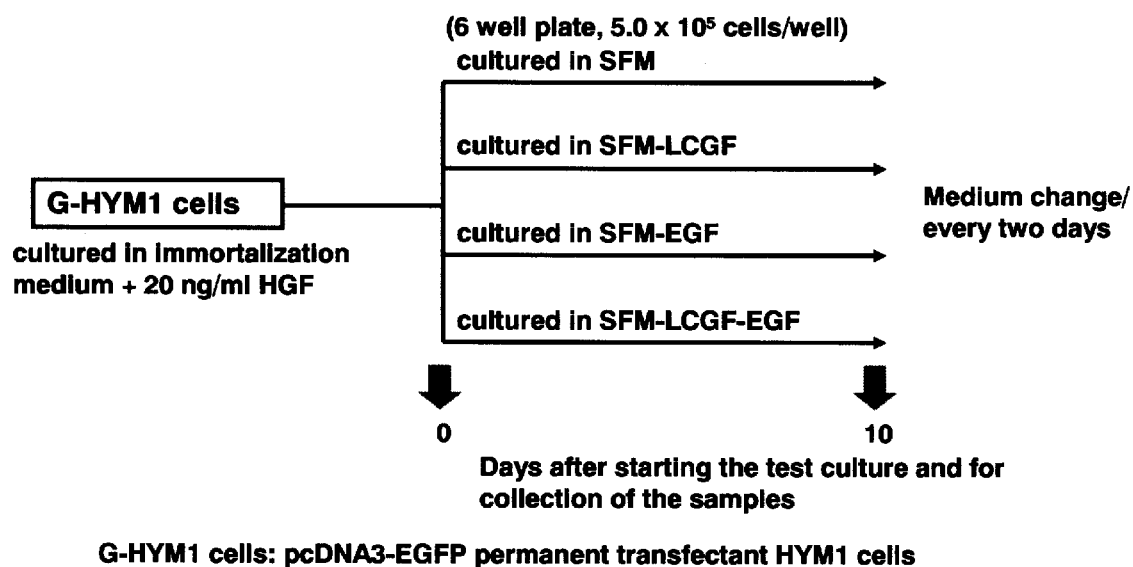 (6 well plate, 5.0 x 10⁵ cells/well)
cultured in SFM
cultured in SFM-LCGF
G-HYM1 cells
cultured in immortalization
medium + 20 ng/ml HGF
cultured in SFM-EGF
cultured in SFM-LCGF-EGF
Medium change/
every two days
0
10
Days after starting the test culture and for
collection of the samples
G-HYM1 cells: pcDNA3-EGFP permanent transfectant HYM1 cells